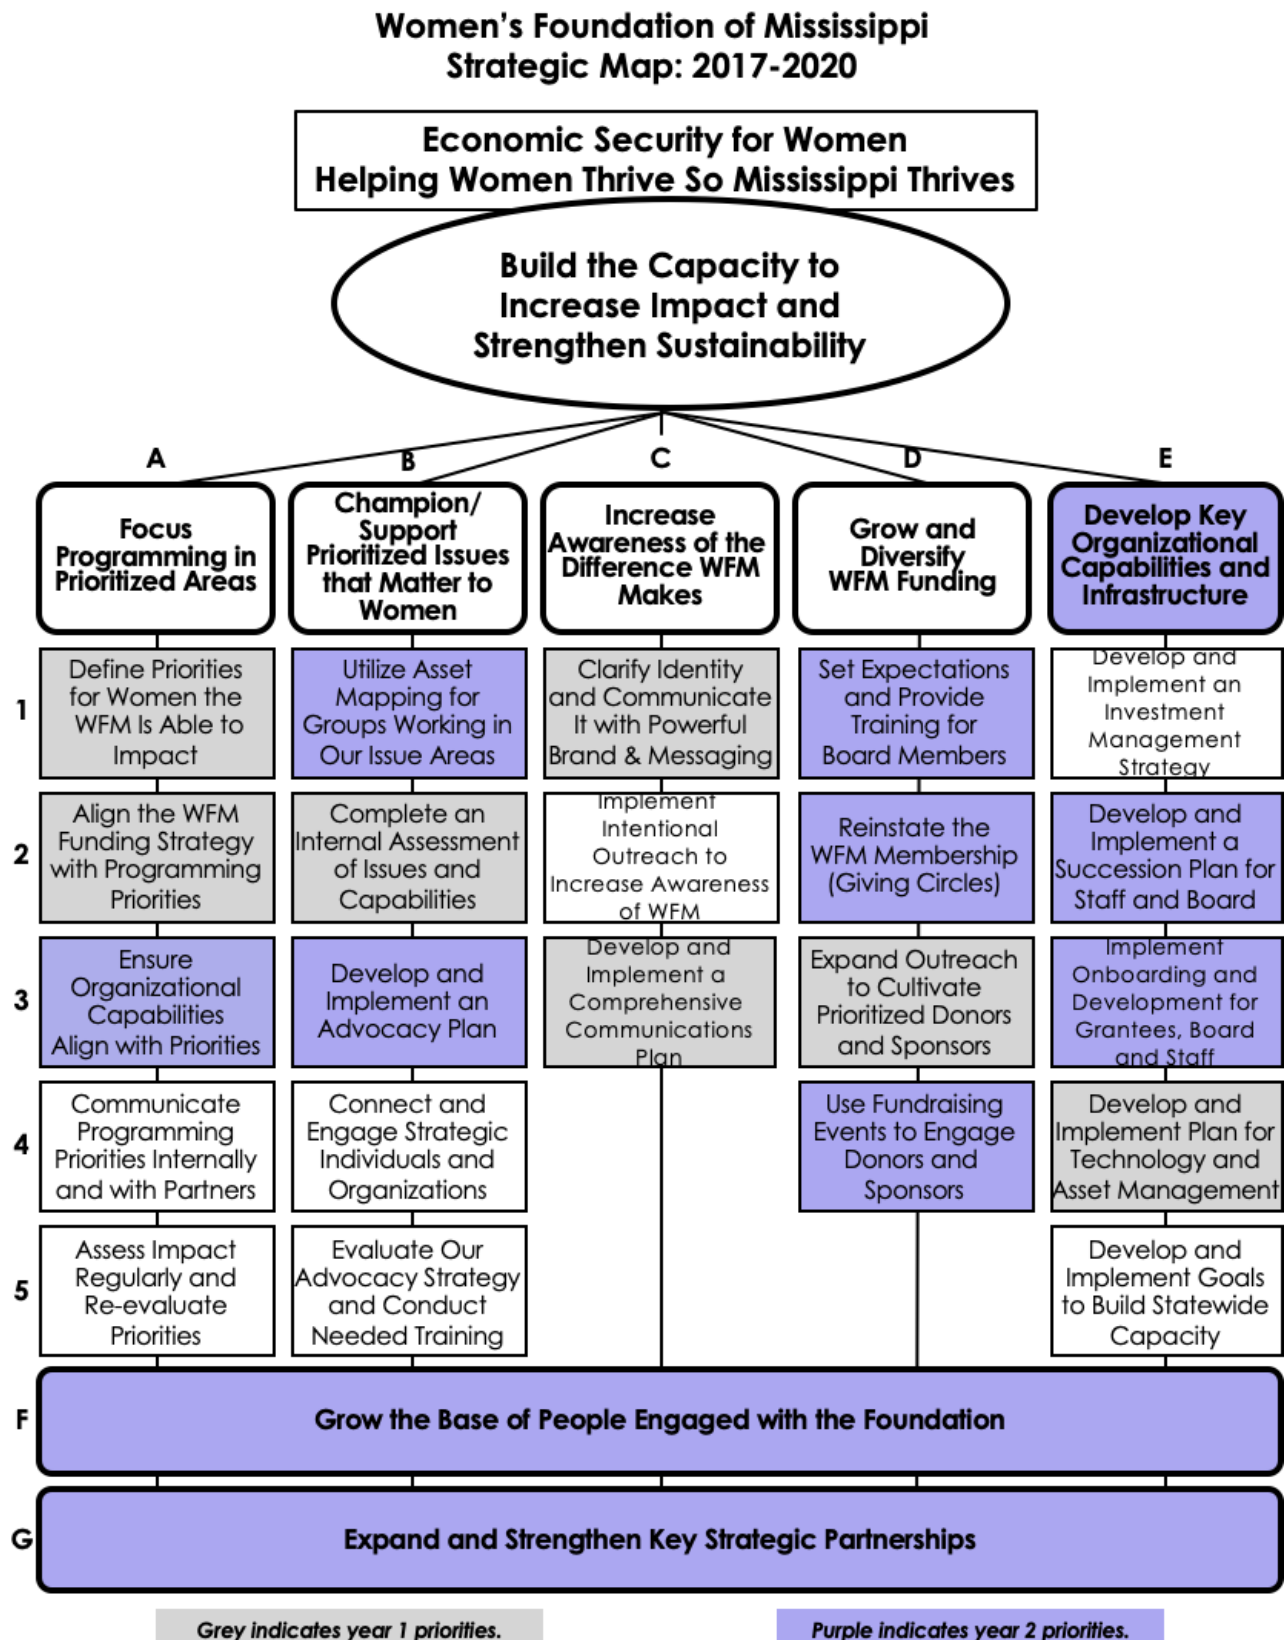 Women's Foundation of Mississippi
Strategic Map: 2017-2020
Economic Security for Women
Helping Women Thrive So Mississippi Thrives
Build the Capacity to
Increase Impact and
Strengthen Sustainability
A
B
C
D
E
Focus
Programming in
Prioritized Areas
Champion/
Support
Prioritized Issues
that Matter to
Women
Increase
Awareness of the
Difference WFM
Makes
Grow and
Diversify
WFM Funding
Develop Key
Organizational
Capabilities and
Infrastructure
1
Define Priorities
for Women the
WFM Is Able to
Impact
Utilize Asset
Mapping for
Groups Working in
Our Issue Areas
Clarify Identity
and Communicate
It with Powerful
Brand & Messaging
Set Expectations
and Provide
Training for
Board Members
Develop and
Implement an
Investment
Management
Strategy
2
Align the WFM
Funding Strategy
with Programming
Priorities
Complete an
Internal Assessment
of Issues and
Capabilities
Implement
Intentional
Outreach to
Increase Awareness
of WFM
Reinstate the
WFM Membership
(Giving Circles)
Develop and
Implement a
Succession Plan for
Staff and Board
3
Ensure
Organizational
Capabilities
Align with Priorities
Develop and
Implement an
Advocacy Plan
Develop and
Implement a
Comprehensive
Communications
Plan
Expand Outreach
to Cultivate
Prioritized Donors
and Sponsors
Implement
Onboarding and
Development for
Grantees, Board
and Staff
4
Communicate
Programming
Priorities Internally
and with Partners
Connect and
Engage Strategic
Individuals and
Organizations
Use Fundraising
Events to Engage
Donors and
Sponsors
Develop and
Implement Plan for
Technology and
Asset Management
5
Assess Impact
Regularly and
Re-evaluate
Priorities
Evaluate Our
Advocacy Strategy
and Conduct
Needed Training
Develop and
Implement Goals
to Build Statewide
Capacity
F
Grow the Base of People Engaged with the Foundation
G
Expand and Strengthen Key Strategic Partnerships
Grey indicates year 1 priorities.
Purple indicates year 2 priorities.